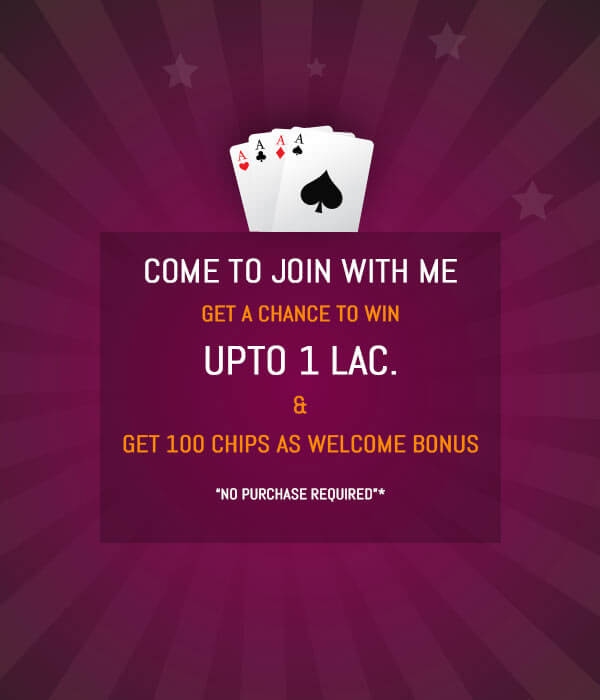 A A A A
COME TO JOIN WITH ME
GET A CHANCE TO WIN
UPTO 1 LAC.
&
GET 100 CHIPS AS WELCOME BONUS
“NO PURCHASE REQUIRED”*